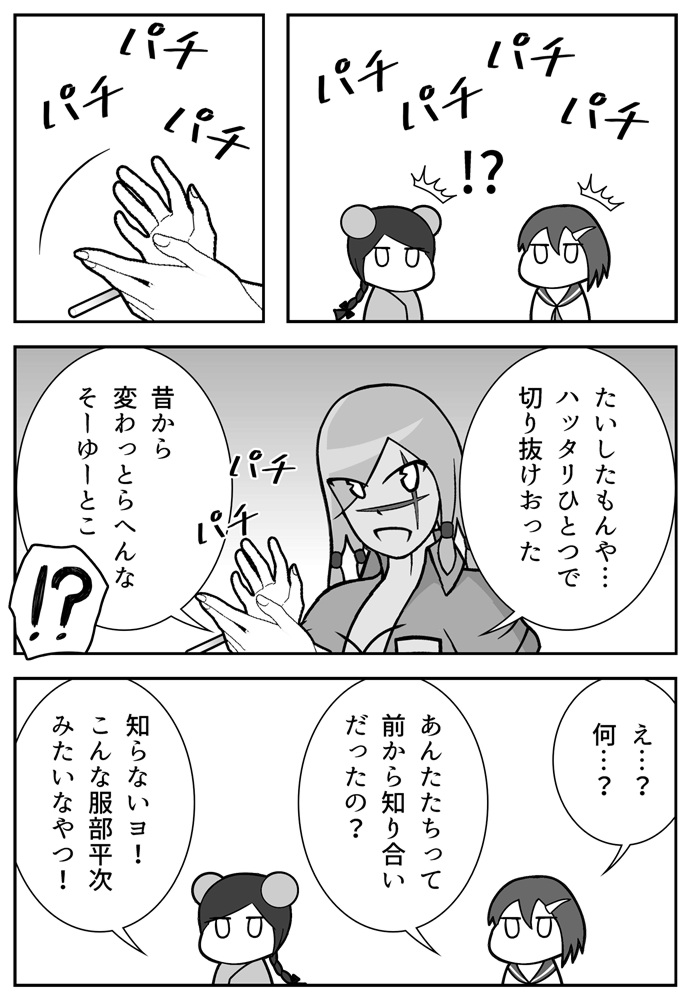 パチ
パチ
パチ
パチ
!?
パチ
パチ
パチ
たいしたもんや…
ハッタリひとつで
切り抜けおった
パチ
パチ
昔から
変わっとらへんな
そーゆーとこ
!?
え…?
何…?
あんたたちって
前から知り合い
だったの?
知らないヨ!
こんな服部平次
みたいなやつ!